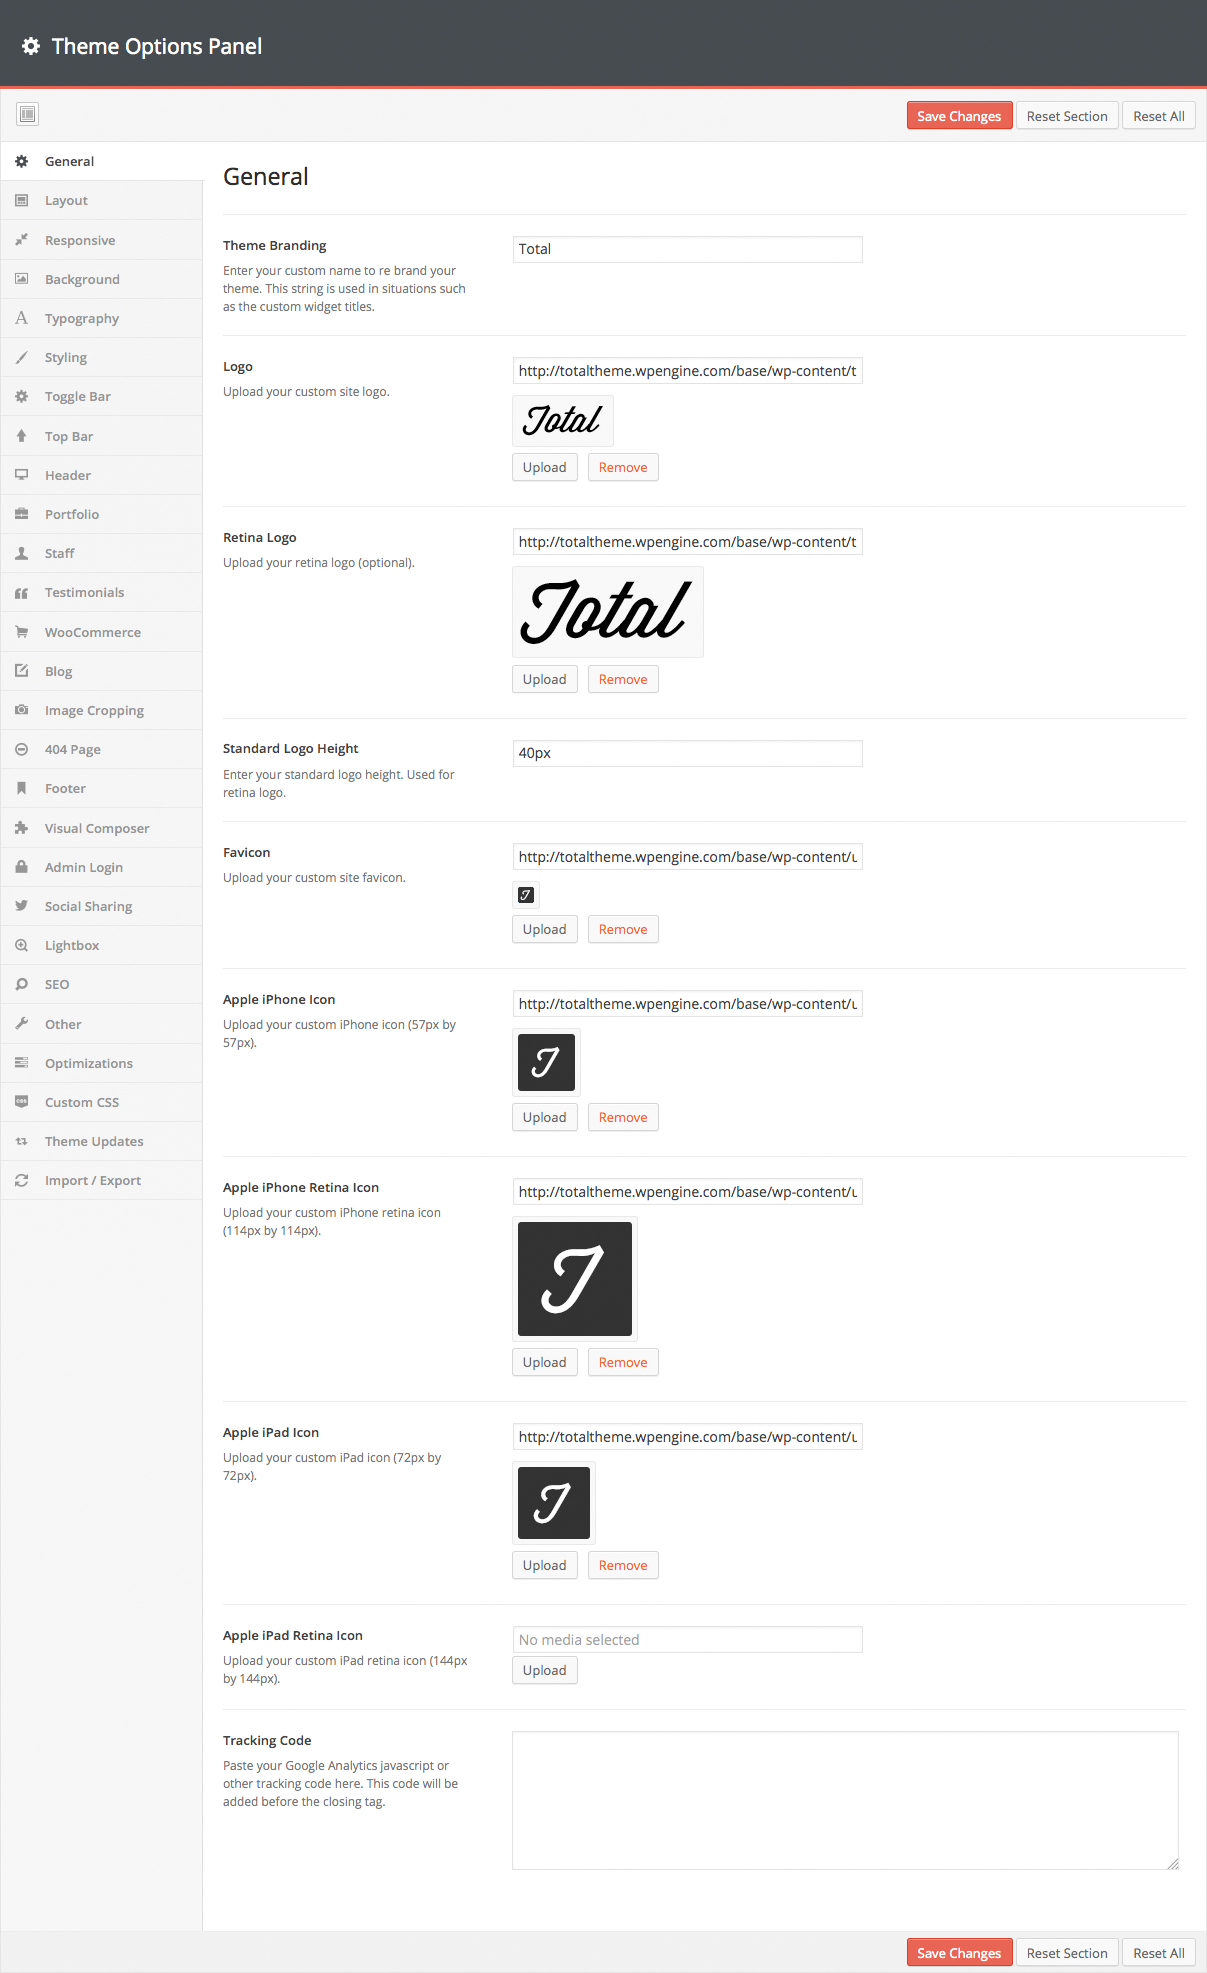 Theme Options Panel
Save Changes
Reset Section
Reset All
General
Layout
Responsive
Background
Typography
Styling
Toggle Bar
Top Bar
Header
Portfolio
Staff
Testimonials
WooCommerce
Blog
Image Cropping
404 Page
Footer
Visual Composer
Admin Login
Social Sharing
Lightbox
SEO
Other
Optimizations
Custom CSS
Theme Updates
Import / Export
General
Theme Branding
Enter your custom name to re brand your
theme. This string is used in situations such
as the custom widget titles.
Total
Logo
Upload your custom site logo.
http://totaltheme.wpengine.com/base/wp-content/t
Total
Upload
Remove
Retina Logo
Upload your retina logo (optional).
http://totaltheme.wpengine.com/base/wp-content/t
Total
Upload
Remove
Standard Logo Height
Enter your standard logo height. Used for
retina logo.
40px
Favicon
Upload your custom site favicon.
http://totaltheme.wpengine.com/base/wp-content/u
T
Upload
Remove
Apple iPhone Icon
Upload your custom iPhone icon (57px by
57px).
http://totaltheme.wpengine.com/base/wp-content/u
T
Upload
Remove
Apple iPhone Retina Icon
Upload your custom iPhone retina icon
(114px by 114px).
http://totaltheme.wpengine.com/base/wp-content/u
T
Upload
Remove
Apple iPad Icon
Upload your custom iPad icon (72px by
72px).
http://totaltheme.wpengine.com/base/wp-content/u
T
Upload
Remove
Apple iPad Retina Icon
Upload your custom iPad retina icon (144px
by 144px).
No media selected
Upload
Tracking Code
Paste your Google Analytics javascript or
other tracking code here. This code will be
added before the closing tag.
Save Changes
Reset Section
Reset All